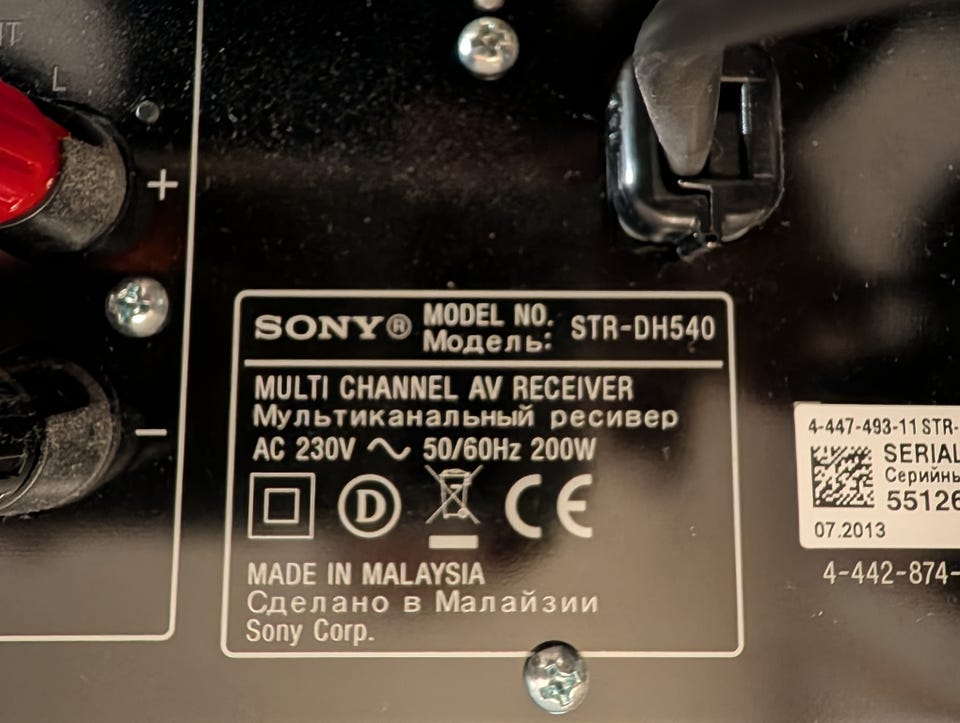 L
+
−
SONY® MODEL NO. STR-DH540
Модель:
MULTI CHANNEL AV RECEIVER
Мультиканальный ресивер
AC 230V ～ 50/60Hz 200W
D
CE
MADE IN MALAYSIA
Сделано в Малайзии
Sony Corp.
4-447-493-11 STR-
SERIAL
55126
07.2013
4-442-874-